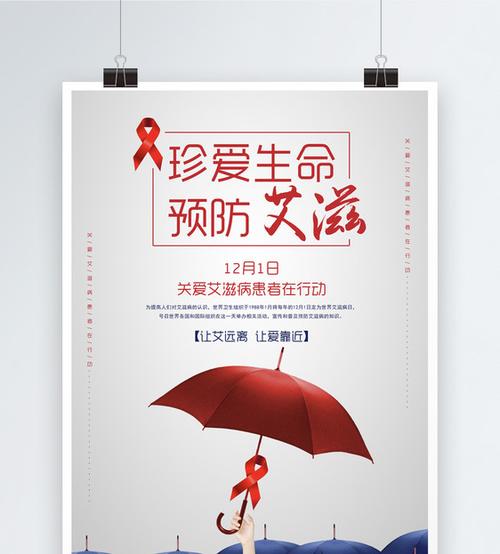 珍爱生命
预防艾滋
12月1日
关爱艾滋病患者在行动
为提高人们对艾滋病的认识，世界卫生组织于1988年1月将每年的12月1日定为世界艾滋病日，
号召世界各国和国际组织在这一天举办相关活动，宣传和普及预防艾滋病的知识。
【让艾远离 让爱靠近】
关/爱/艾/滋/病/患/者/在/行/动
关/爱/艾/滋/病/患/者/在/行/动